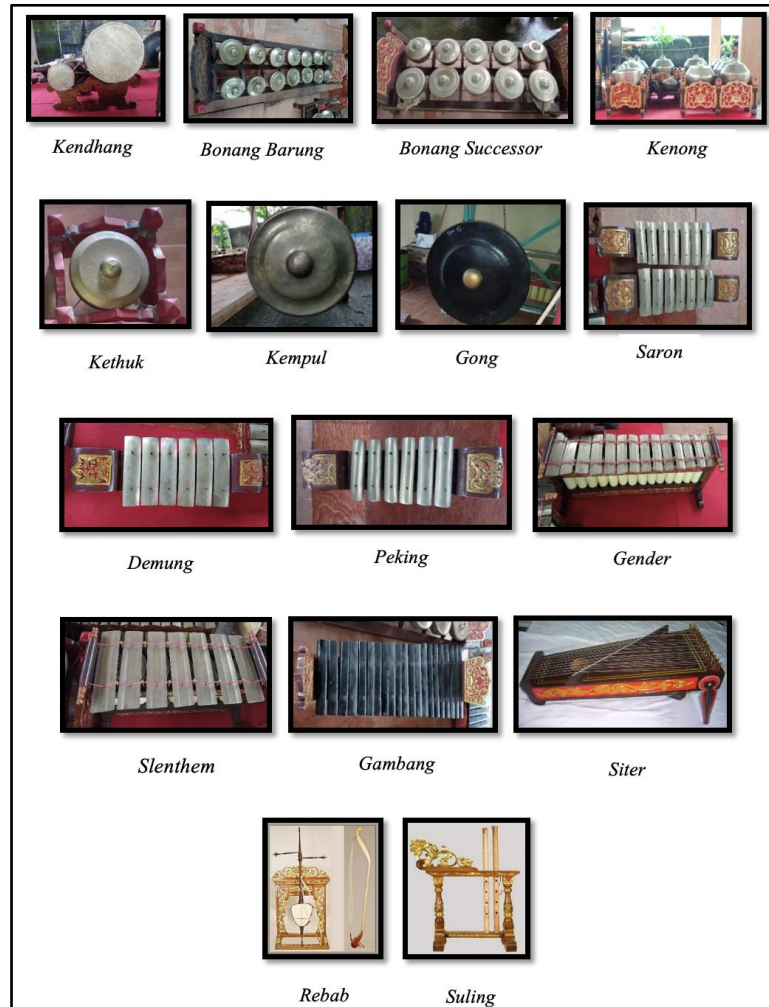 Kendhang
Bonang Barung
Bonang Successor
Kenong
Kethuk
Kempul
Gong
Saron
Demung
Peking
Gender
Slenthem
Gambang
Siter
Rebab
Suling